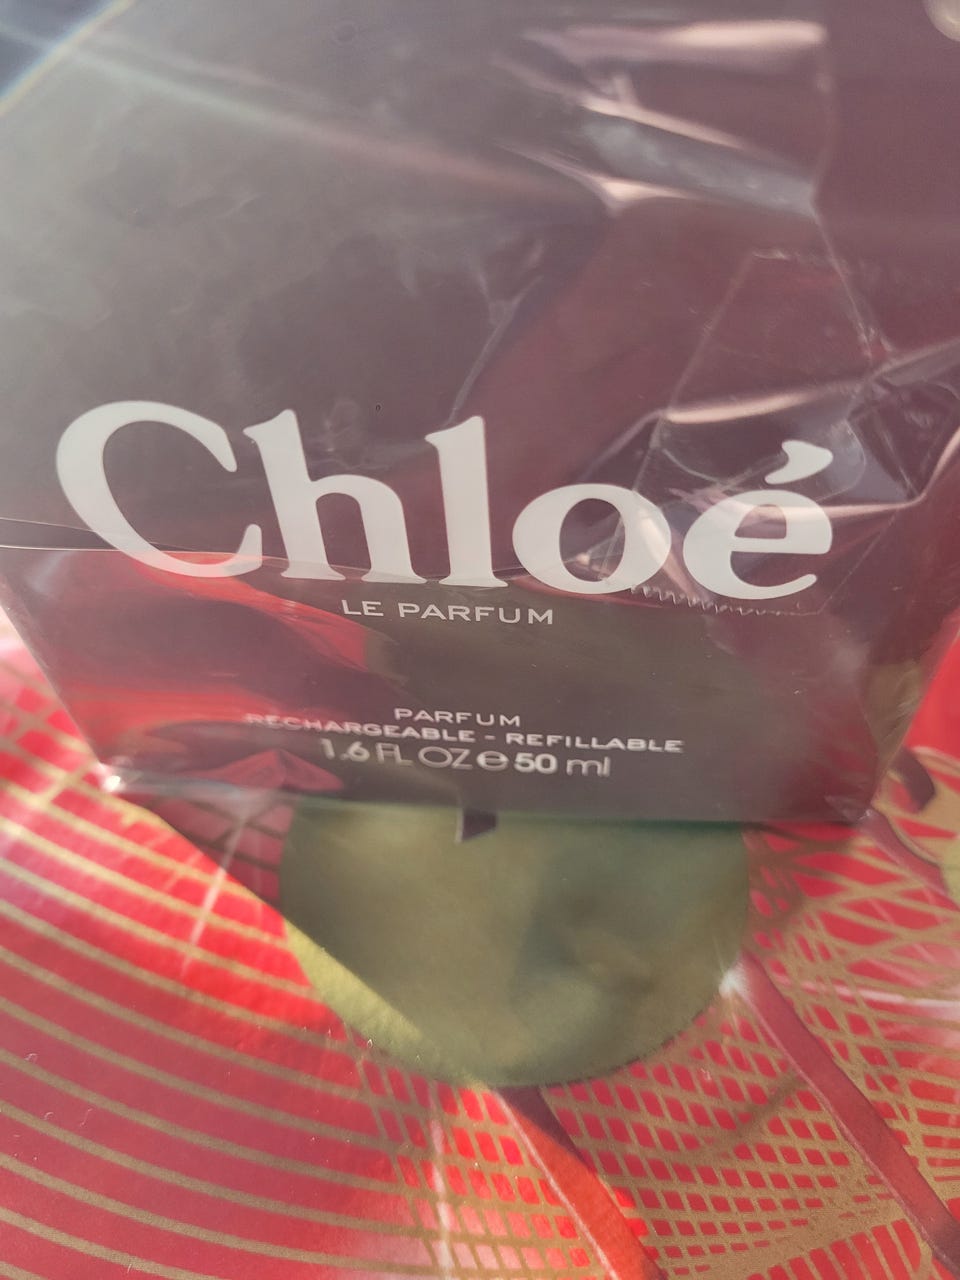 Chloé
LE PARFUM
PARFUM
RECHARGEABLE - REFILLABLE
1.6 FL OZ ℮ 50 ml